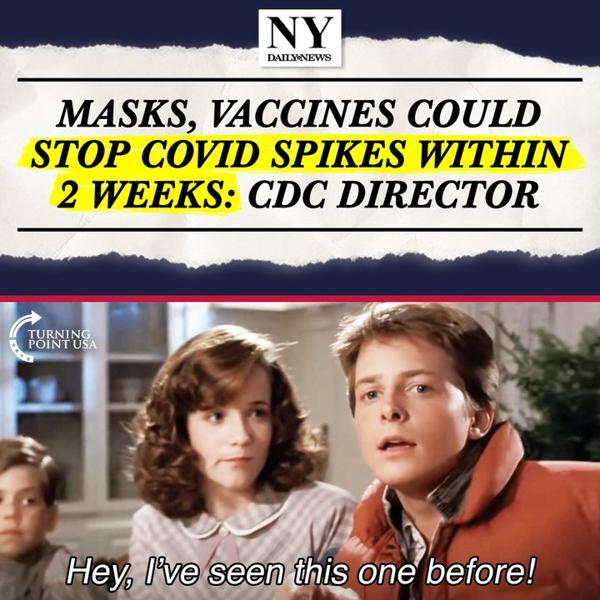 NY
DAILY NEWS
MASKS, VACCINES COULD
STOP COVID SPIKES WITHIN
2 WEEKS: CDC DIRECTOR
TURNING
POINT USA
Hey, I've seen this one before!